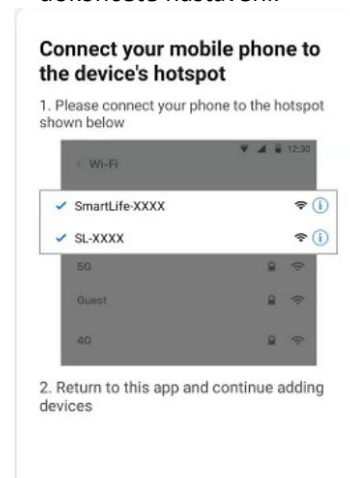 Connect your mobile phone to
the device's hotspot
1. Please connect your phone to the hotspot
shown below
12:30
Wi-Fi
SmartLife-XXXX
SL-XXXX
5G
Guest
4G
2. Return to this app and continue adding
devices